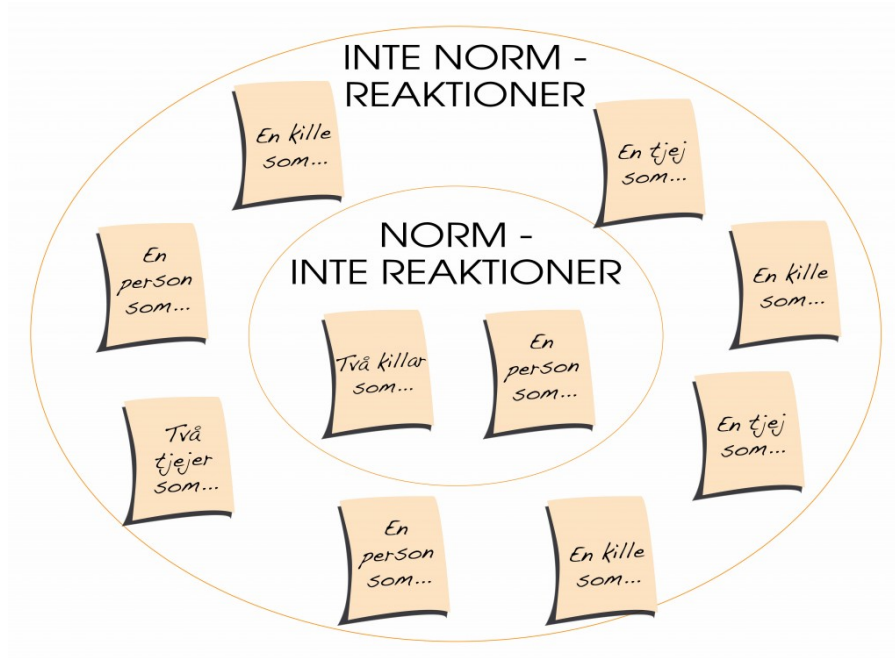 INTE NORM -
REAKTIONER
En kille
som...
En tjej
som...
NORM -
INTE REAKTIONER
En
person
som...
En kille
som...
Två killar
som...
En
person
som...
Två
tjejer
som...
En tjej
som...
En
person
som...
En kille
som...